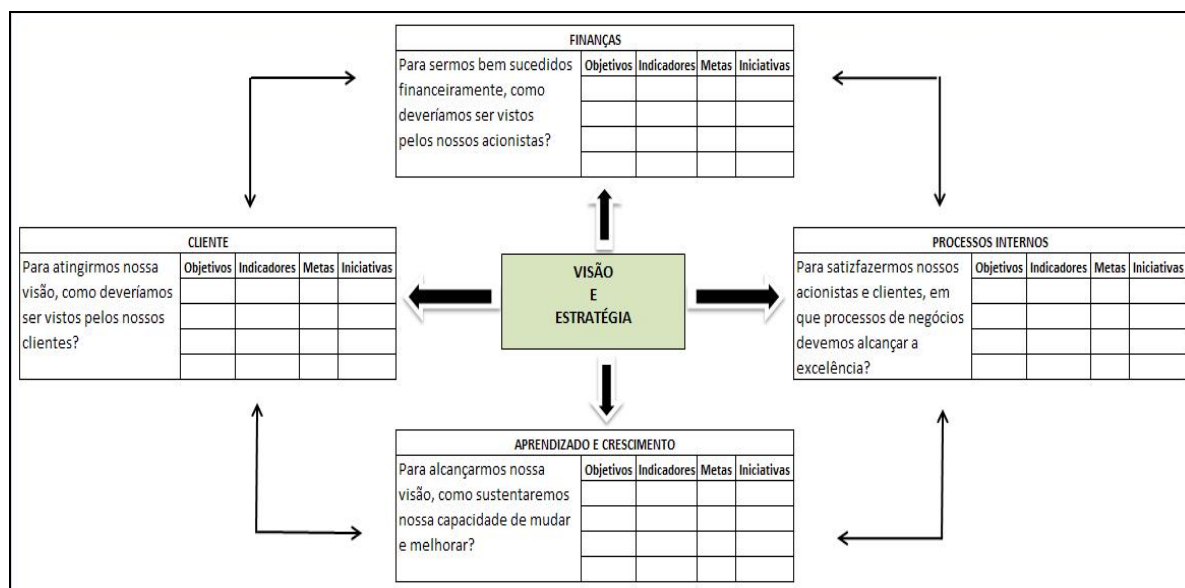 FINANÇAS
Para sermos bem sucedidos
financeiramente, como
deveríamos ser vistos
pelos nossos acionistas?
Objetivos Indicadores Metas Iniciativas
CLIENTE
Para atingirmos nossa
visão, como deveríamos
ser vistos pelos nossos
clientes?
Objetivos Indicadores Metas Iniciativas
VISÃO
E
ESTRATÉGIA
PROCESSOS INTERNOS
Para satizfazermos nossos
acionistas e clientes, em
que processos de negócios
devemos alcançar a
excelência?
Objetivos Indicadores Metas Iniciativas
APRENDIZADO E CRESCIMENTO
Para alcançarmos nossa
visão, como sustentaremos
nossa capacidade de mudar
e melhorar?
Objetivos Indicadores Metas Iniciativas